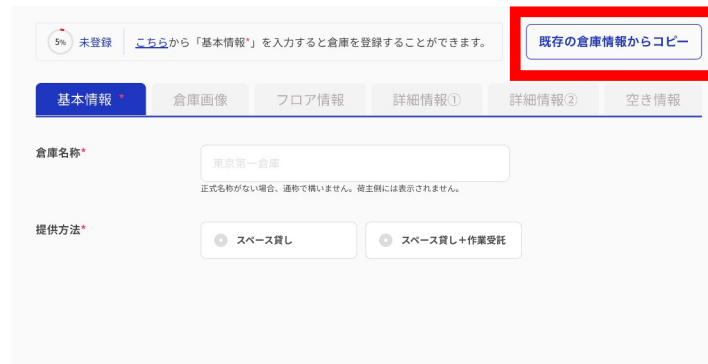 5% 未登録 こちらから「基本情報*」を入力すると倉庫を登録することができます。 既存の倉庫情報からコピー
基本情報 * 倉庫画像 フロア情報 詳細情報① 詳細情報② 空き情報
倉庫名称* 東京第一倉庫
正式名称がない場合、通称で構いません。荷主側には表示されません。
提供方法* スペース貸し スペース貸し+作業受託